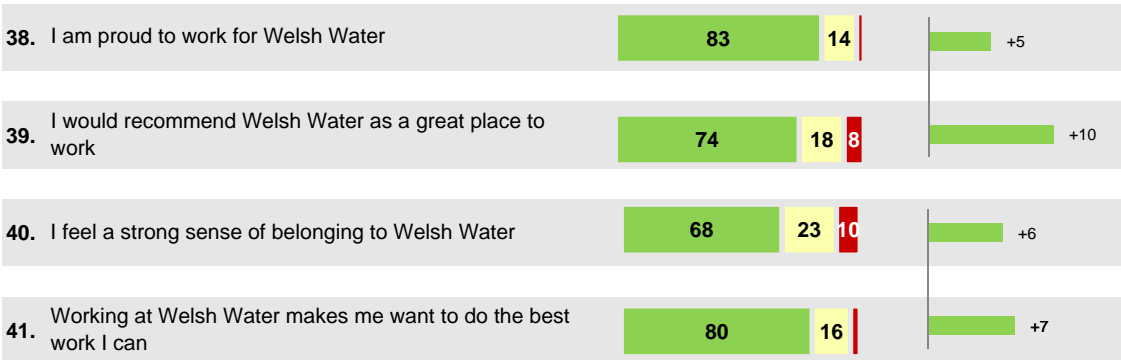 38. I am proud to work for Welsh Water 83 14 +5
39. I would recommend Welsh Water as a great place to
work 74 18 8 +10
40. I feel a strong sense of belonging to Welsh Water 68 23 10 +6
41. Working at Welsh Water makes me want to do the best
work I can 80 16 +7